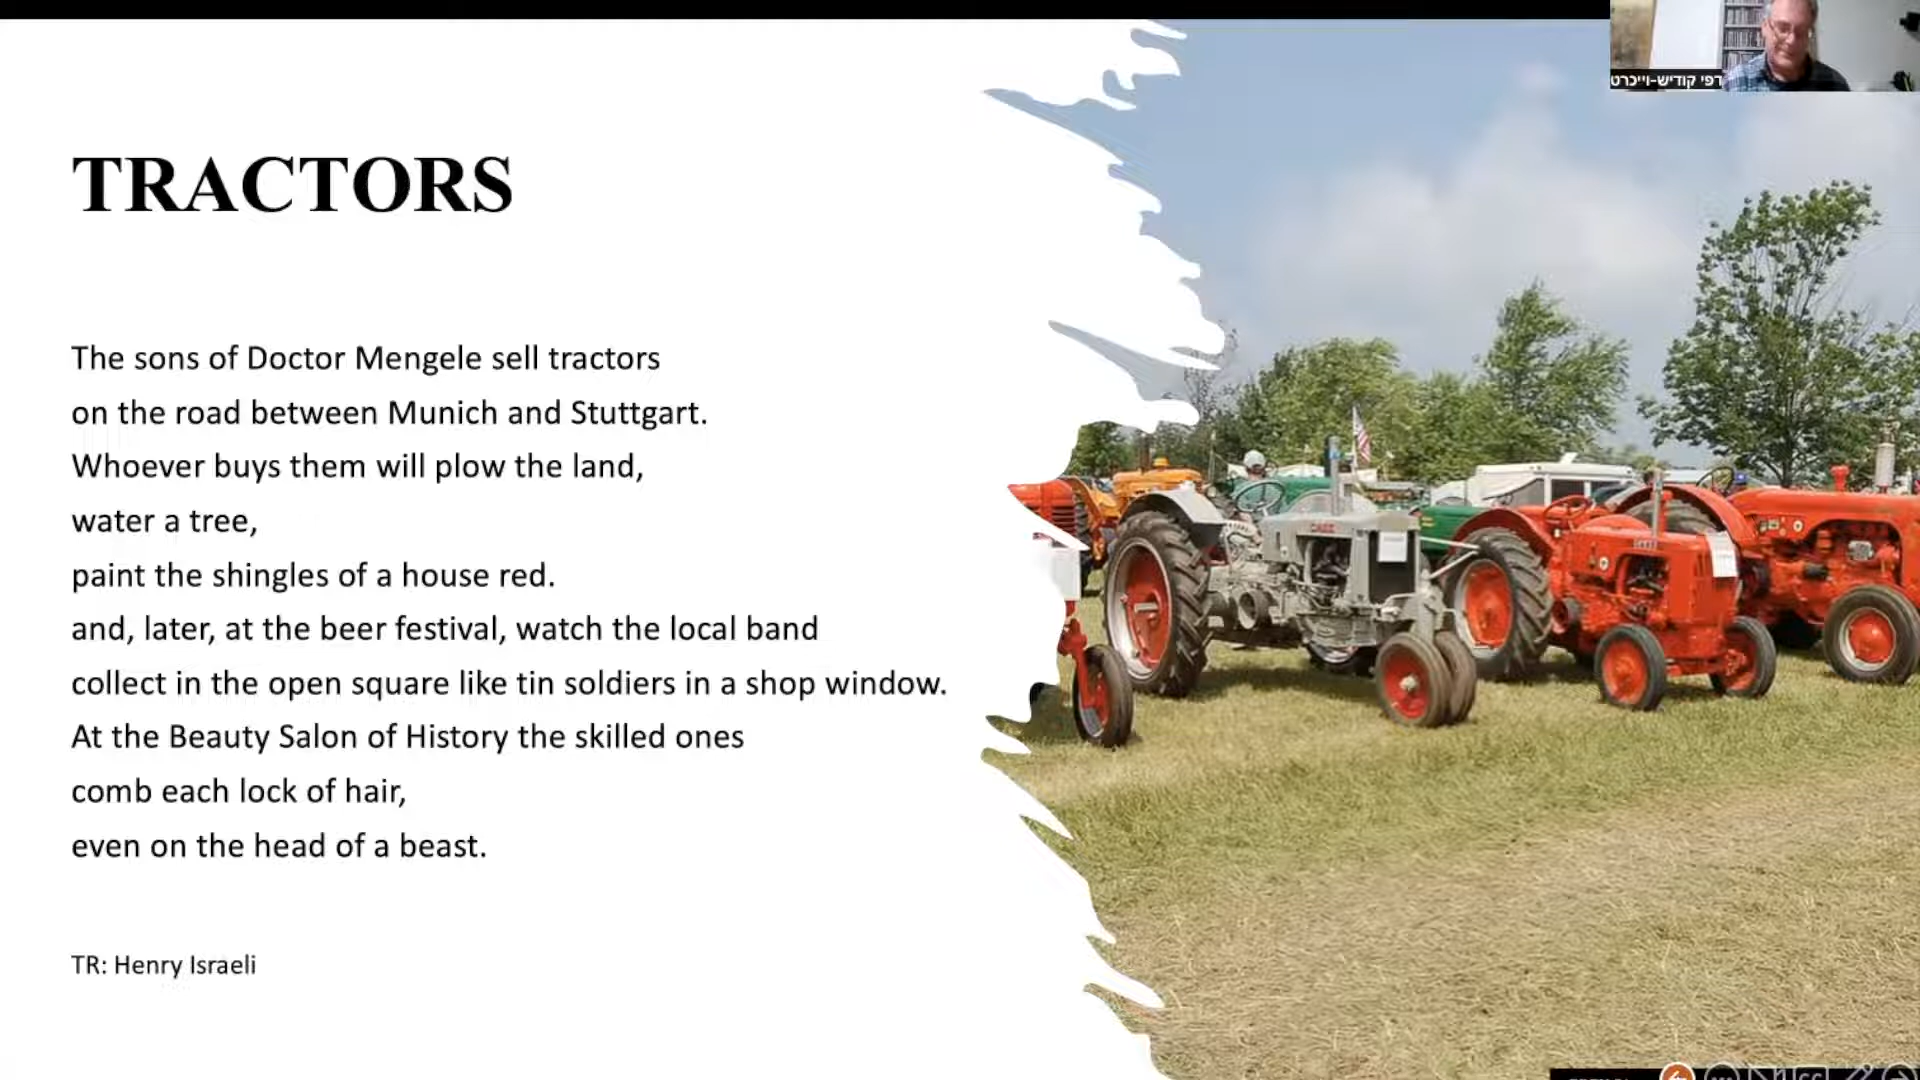 דפי קודיש-וייכרט
TRACTORS
The sons of Doctor Mengele sell tractors
on the road between Munich and Stuttgart.
Whoever buys them will plow the land,
water a tree,
paint the shingles of a house red.
and, later, at the beer festival, watch the local band
collect in the open square like tin soldiers in a shop window.
At the Beauty Salon of History the skilled ones
comb each lock of hair,
even on the head of a beast.
TR: Henry Israeli
CASE